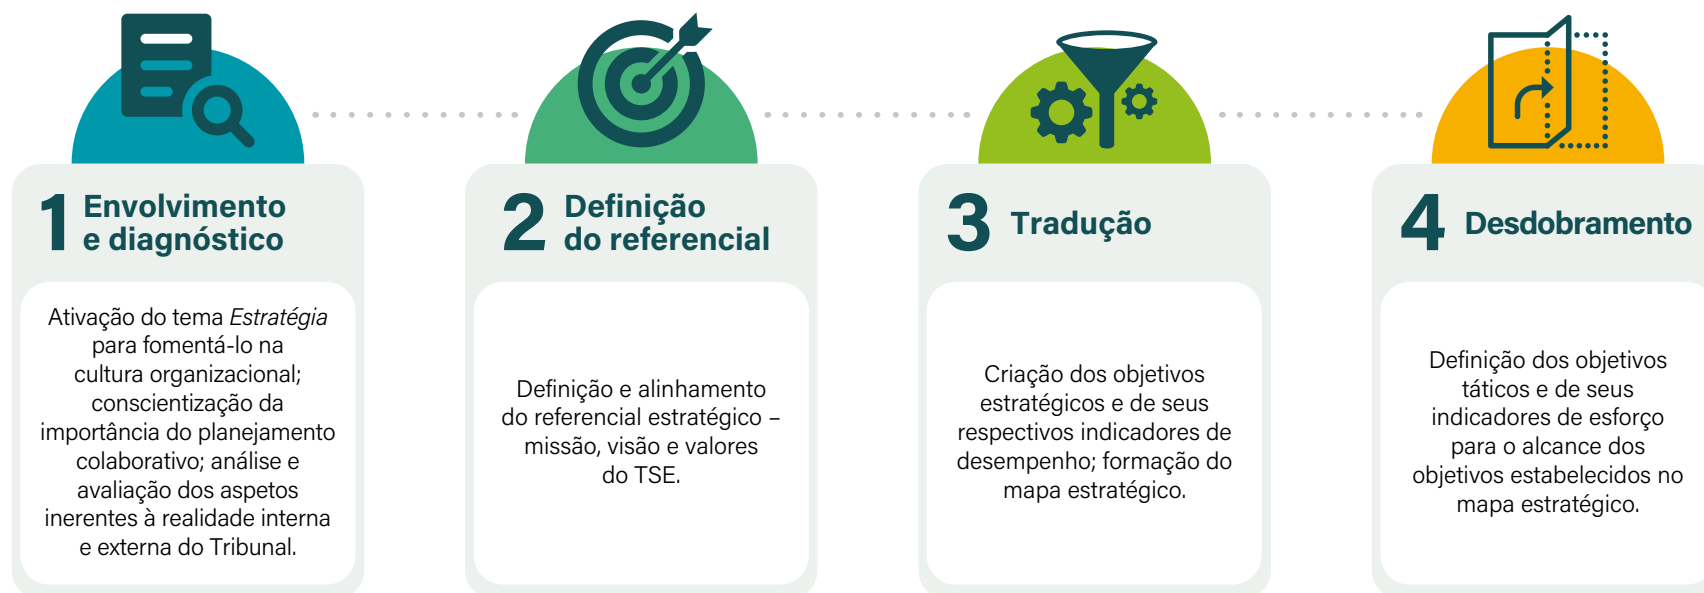 1 Envolvimento
e diagnóstico
Ativação do tema Estratégia
para fomentá-lo na
cultura organizacional;
conscientização da
importância do planejamento
colaborativo; análise e
avaliação dos aspetos
inerentes à realidade interna
e externa do Tribunal.
2 Definição
do referencial
Definição e alinhamento
do referencial estratégico –
missão, visão e valores
do TSE.
3 Tradução
Criação dos objetivos
estratégicos e de seus
respectivos indicadores de
desempenho; formação do
mapa estratégico.
4 Desdobramento
Definição dos objetivos
táticos e de seus
indicadores de esforço
para o alcance dos
objetivos estabelecidos no
mapa estratégico.